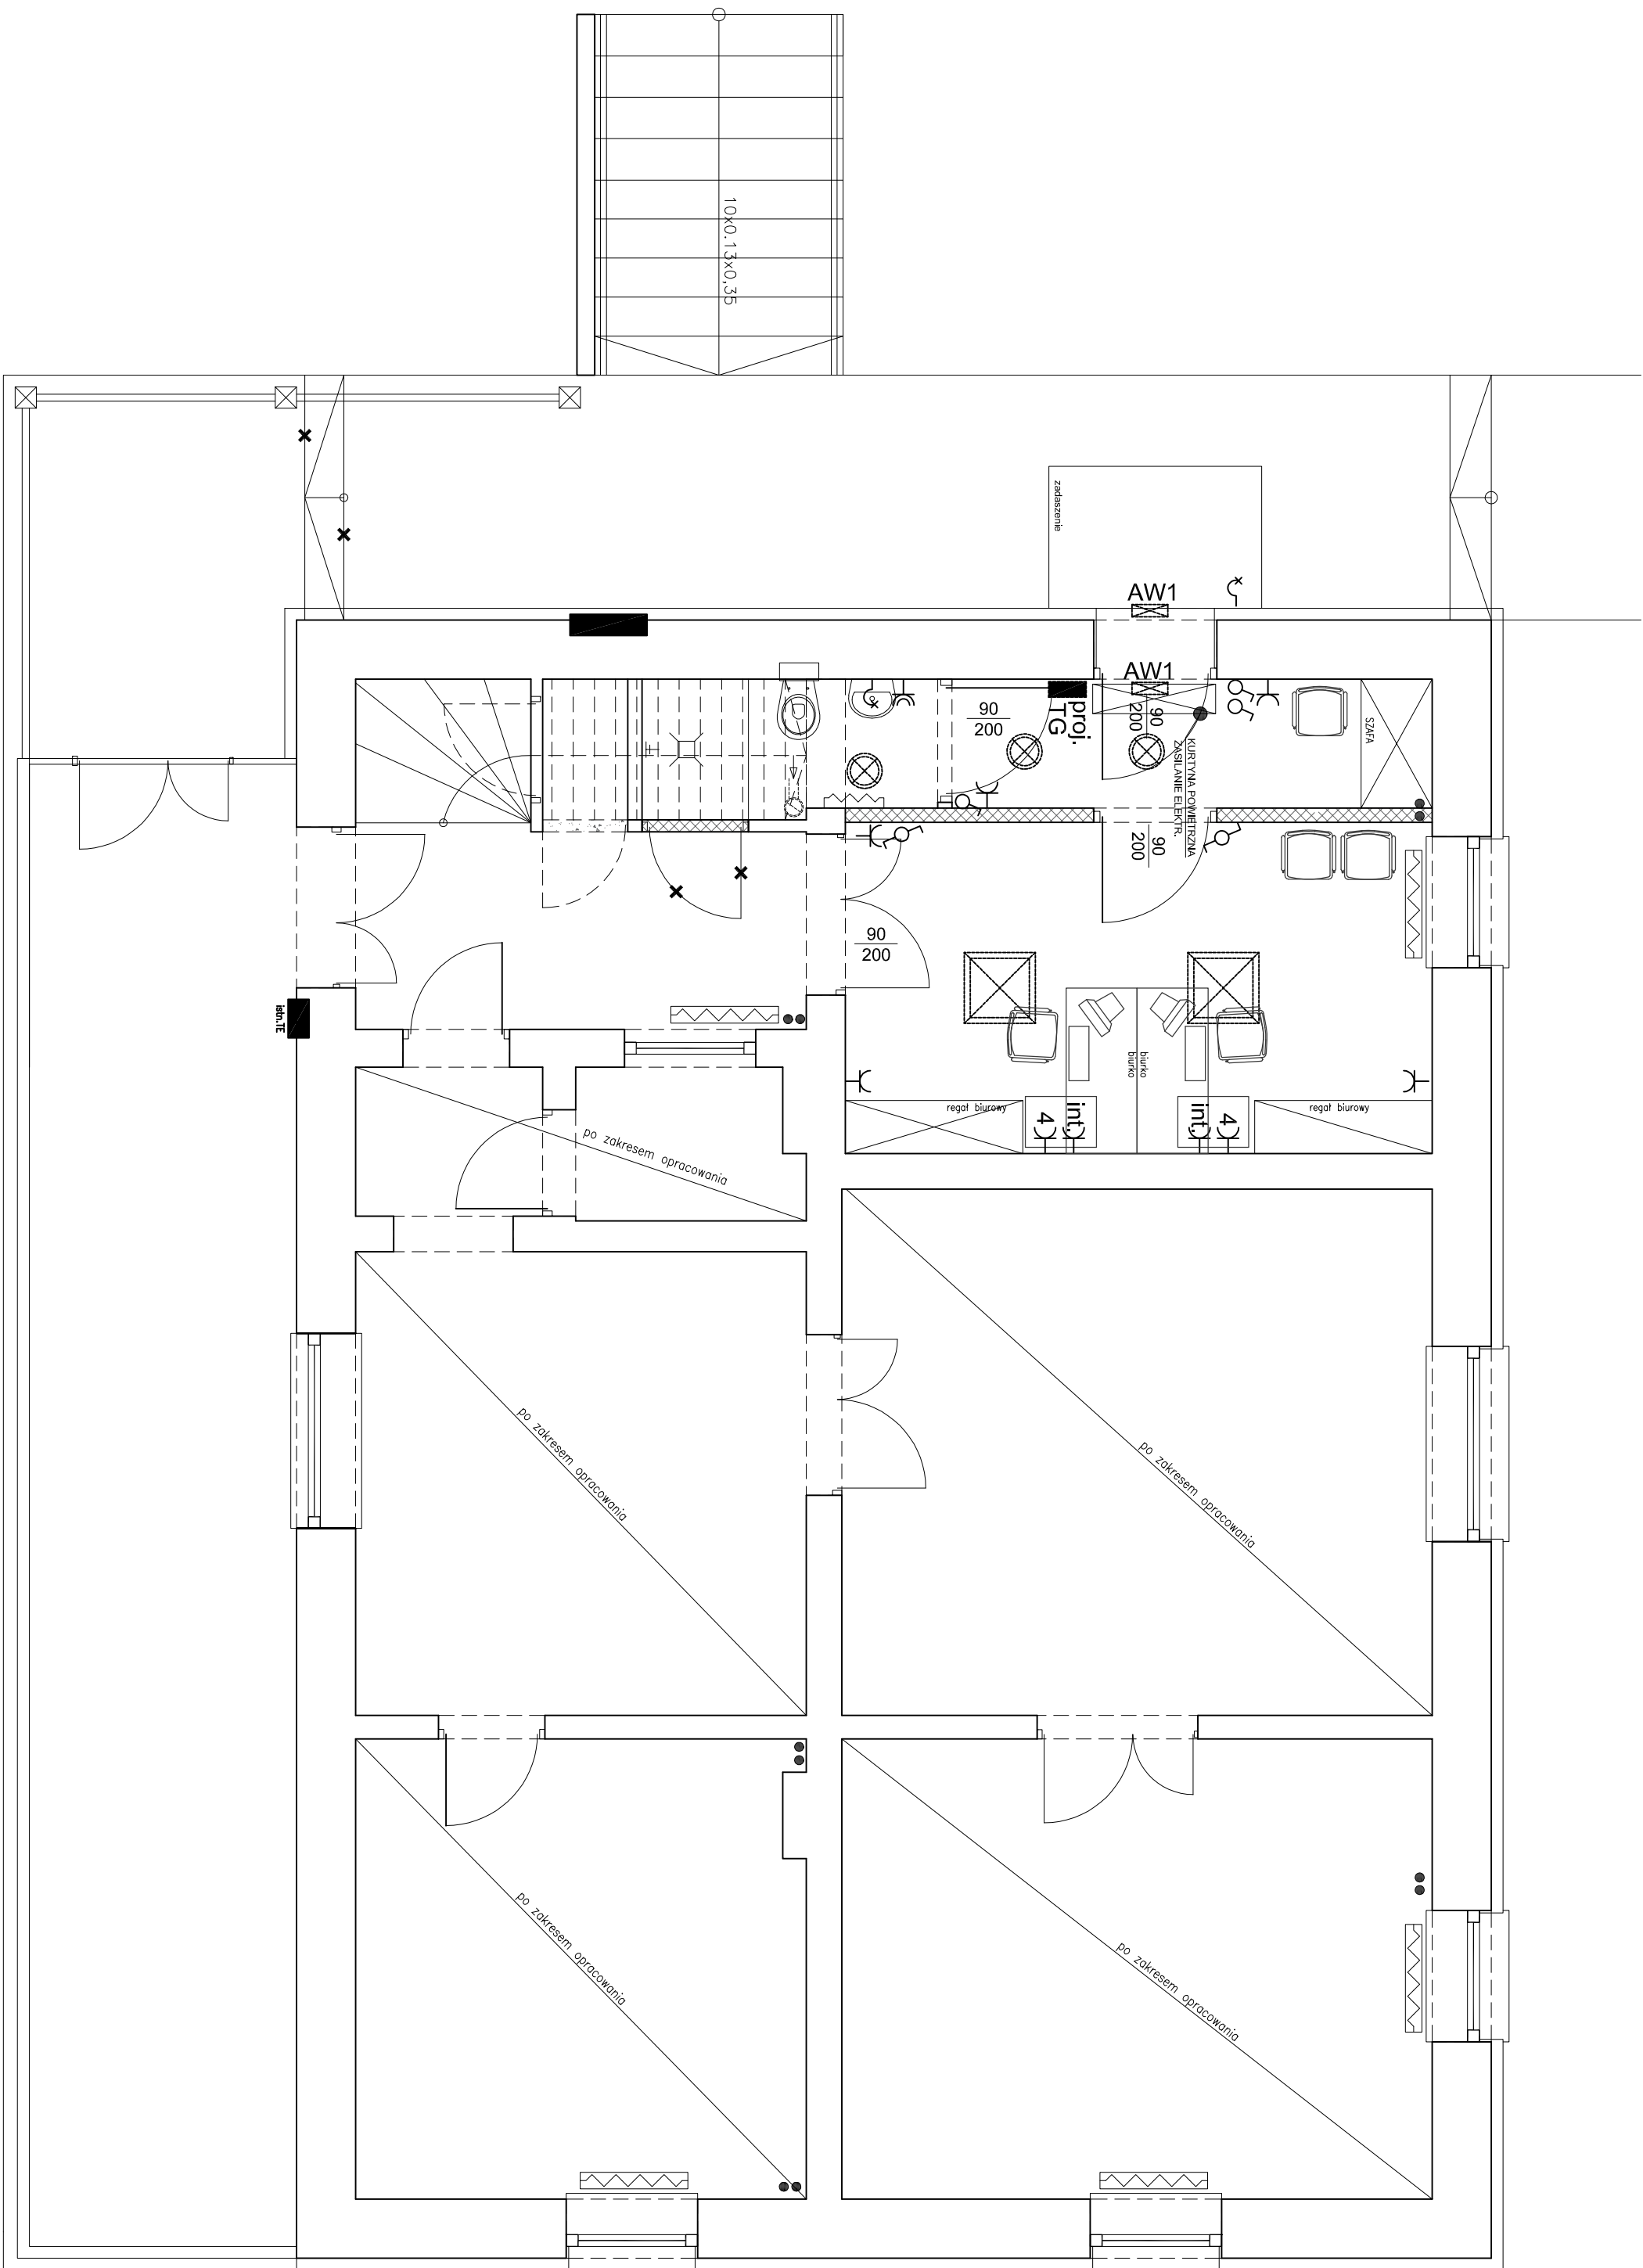 10x0.13x0,35
zadaszenie
AW1
AW1
90
200
proj.
TG
90
200
KURTYNA POWIETRZNA
ZASILANIE ELEKTR.
SZAFA
90
200
90
200
istn.TE
biurko
biurko
regał biurowy
4
int.
int.
4
regał biurowy
po zakresem opracowania
po zakresem opracowania
po zakresem opracowania
po zakresem opracowania
po zakresem opracowania